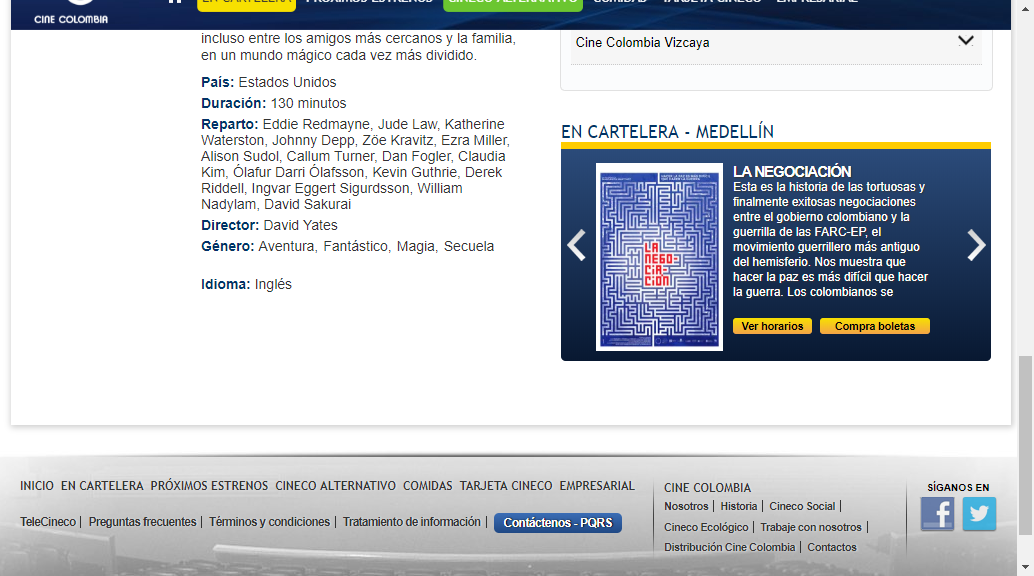 EN CARTELERA PRÓXIMOS ESTRENOS CINECO ALTERNATIVO COMIDAS TARJETA CINECO EMPRESARIAL
CINE COLOMBIA
incluso entre los amigos más cercanos y la familia,
en un mundo mágico cada vez más dividido.
País: Estados Unidos
Duración: 130 minutos
Reparto: Eddie Redmayne, Jude Law, Katherine
Waterston, Johnny Depp, Zöe Kravitz, Ezra Miller,
Alison Sudol, Callum Turner, Dan Fogler, Claudia
Kim, Ólafur Darri Ólafsson, Kevin Guthrie, Derek
Riddell, Ingvar Eggert Sigurdsson, William
Nadylam, David Sakurai
Director: David Yates
Género: Aventura, Fantástico, Magia, Secuela
Idioma: Inglés
Cine Colombia Vizcaya
EN CARTELERA - MEDELLÍN
LA
NEGO-
CIA-
CIÓN
LA NEGOCIACIÓN
Esta es la historia de las tortuosas y
finalmente exitosas negociaciones
entre el gobierno colombiano y la
guerrilla de las FARC-EP, el
movimiento guerrillero más antiguo
del hemisferio. Nos muestra que
hacer la paz es más difícil que hacer
la guerra. Los colombianos se
Ver horarios Compra boletas
INICIO EN CARTELERA PRÓXIMOS ESTRENOS CINECO ALTERNATIVO COMIDAS TARJETA CINECO EMPRESARIAL
TeleCineco | Preguntas frecuentes | Términos y condiciones | Tratamiento de información | Contáctenos - PQRS
CINE COLOMBIA
Nosotros | Historia | Cineco Social |
Cineco Ecológico | Trabaje con nosotros |
Distribución Cine Colombia | Contactos
SÍGANOS EN